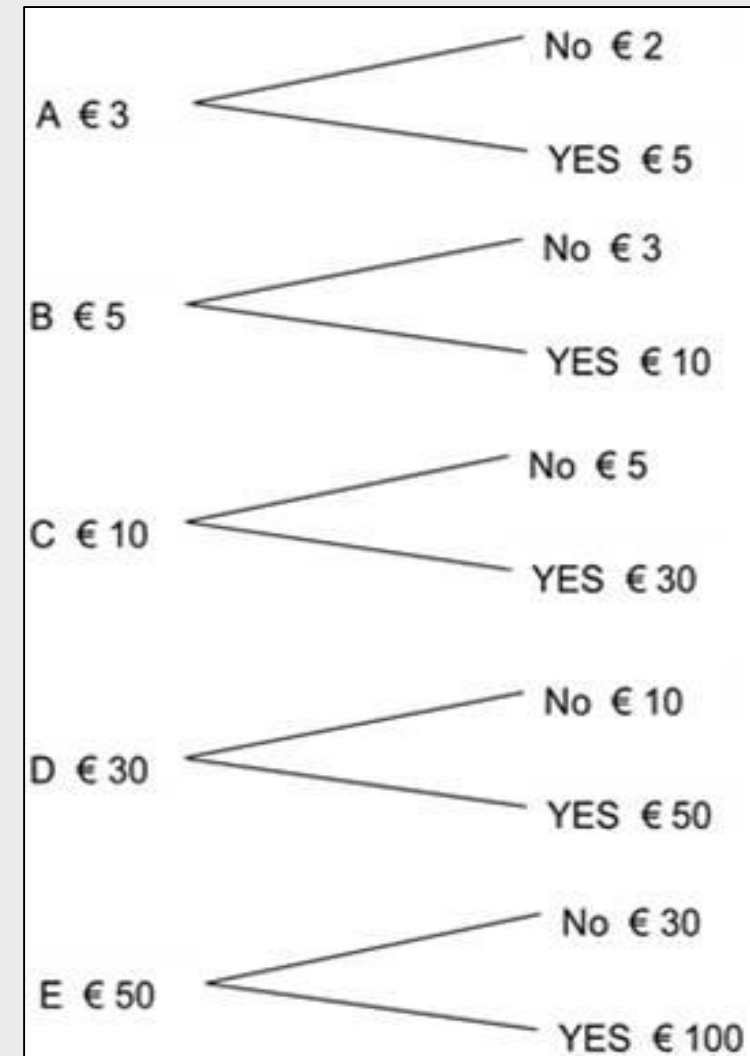 No € 2
A € 3
YES € 5
No € 3
B € 5
YES € 10
No € 5
C € 10
YES € 30
No € 10
D € 30
YES € 50
No € 30
E € 50
YES € 100